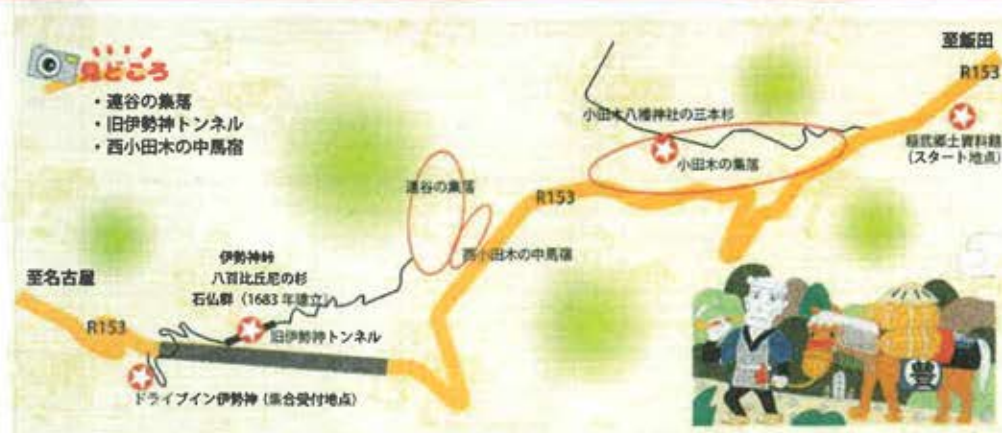 見どころ
・連谷の集落
・旧伊勢神トンネル
・西小田木の中馬宿
至飯田
R153
稲武郷土資料館
(スタート地点)
小田木八幡神社の三本杉
小田木の集落
連谷の集落
R153
西小田木の中馬宿
伊勢神峠
八百比丘尼の杉
石仏群(1683年建立)
旧伊勢神トンネル
至名古屋
R153
ドライブイン伊勢神(集合受付地点)
豊